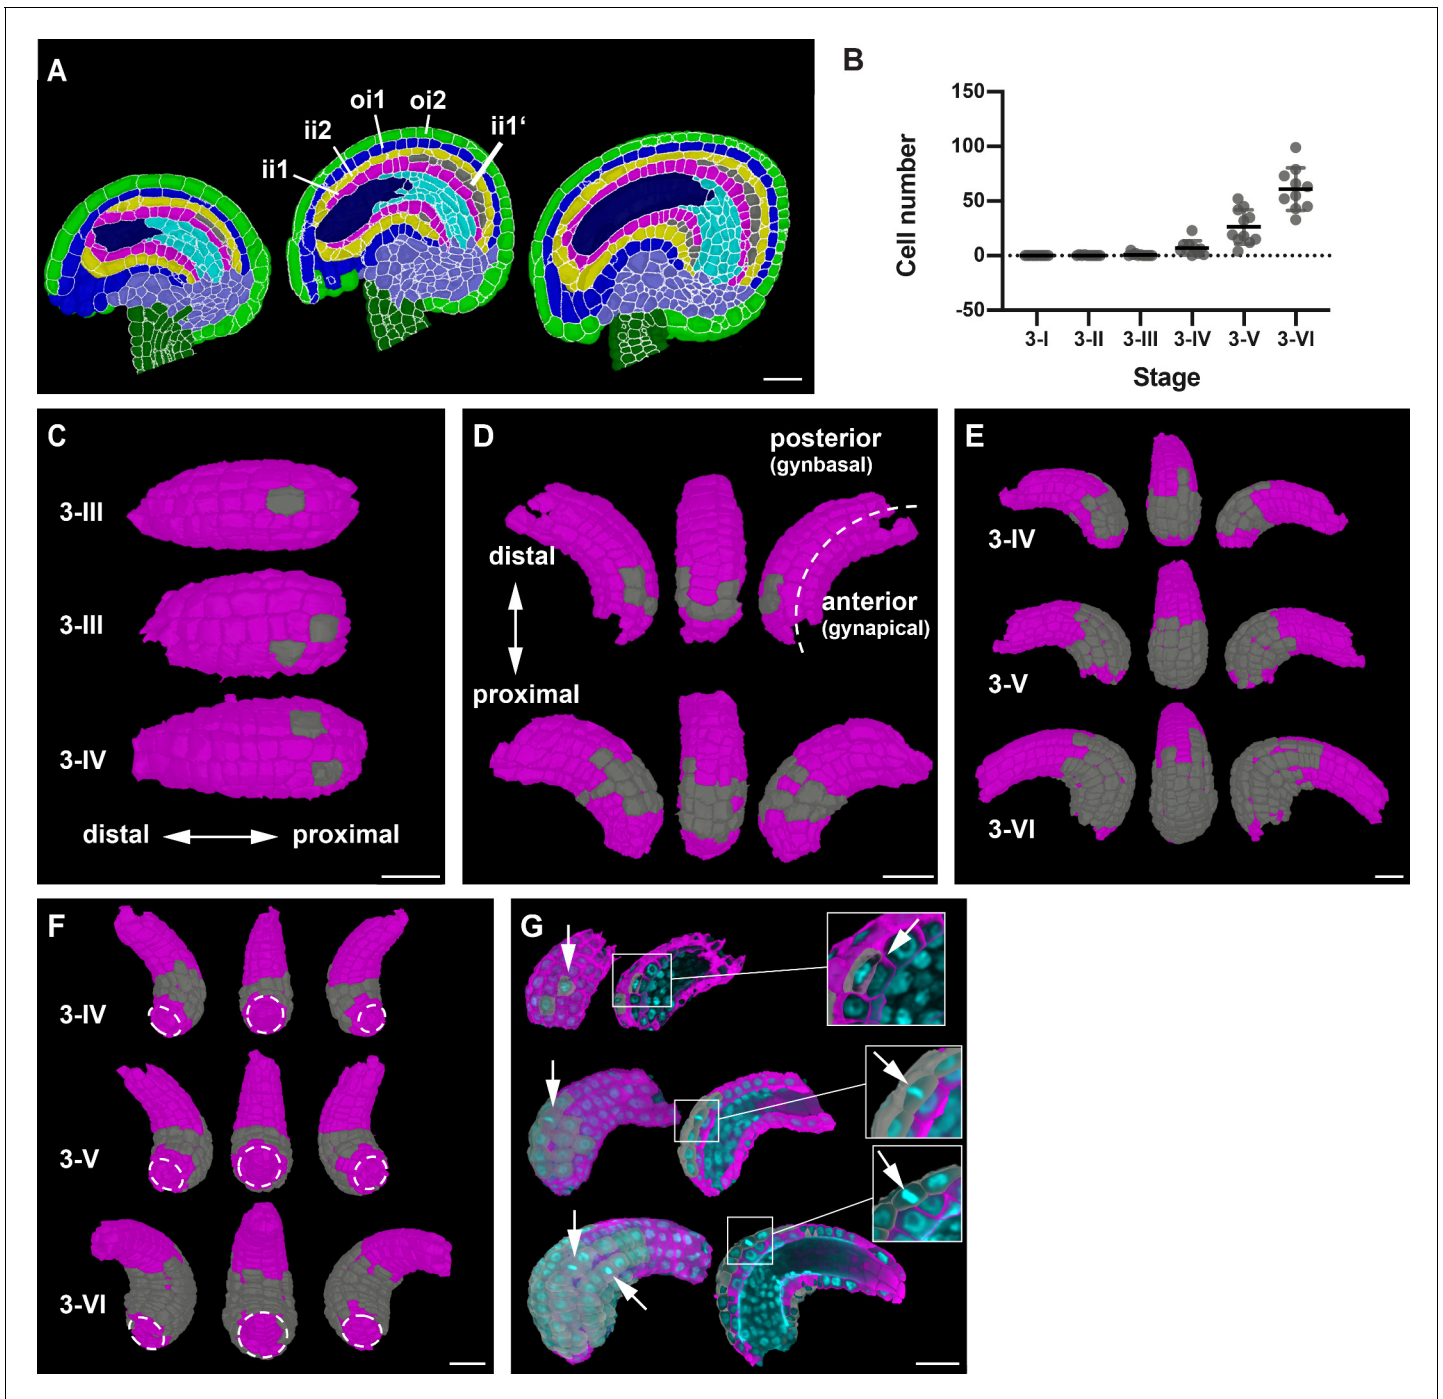 A
oi1
oi2
ii2
ii1‘
ii1
B
150
100
50
0
-50
Cell number
3-I
3-II
3-III
3-IV
3-V
3-VI
Stage
C
3-III
3-III
3-IV
distal
proximal
D
posterior
(gynbasal)
distal
anterior
(gynapical)
proximal
E
3-IV
3-V
3-VI
F
3-IV
3-V
3-VI
G